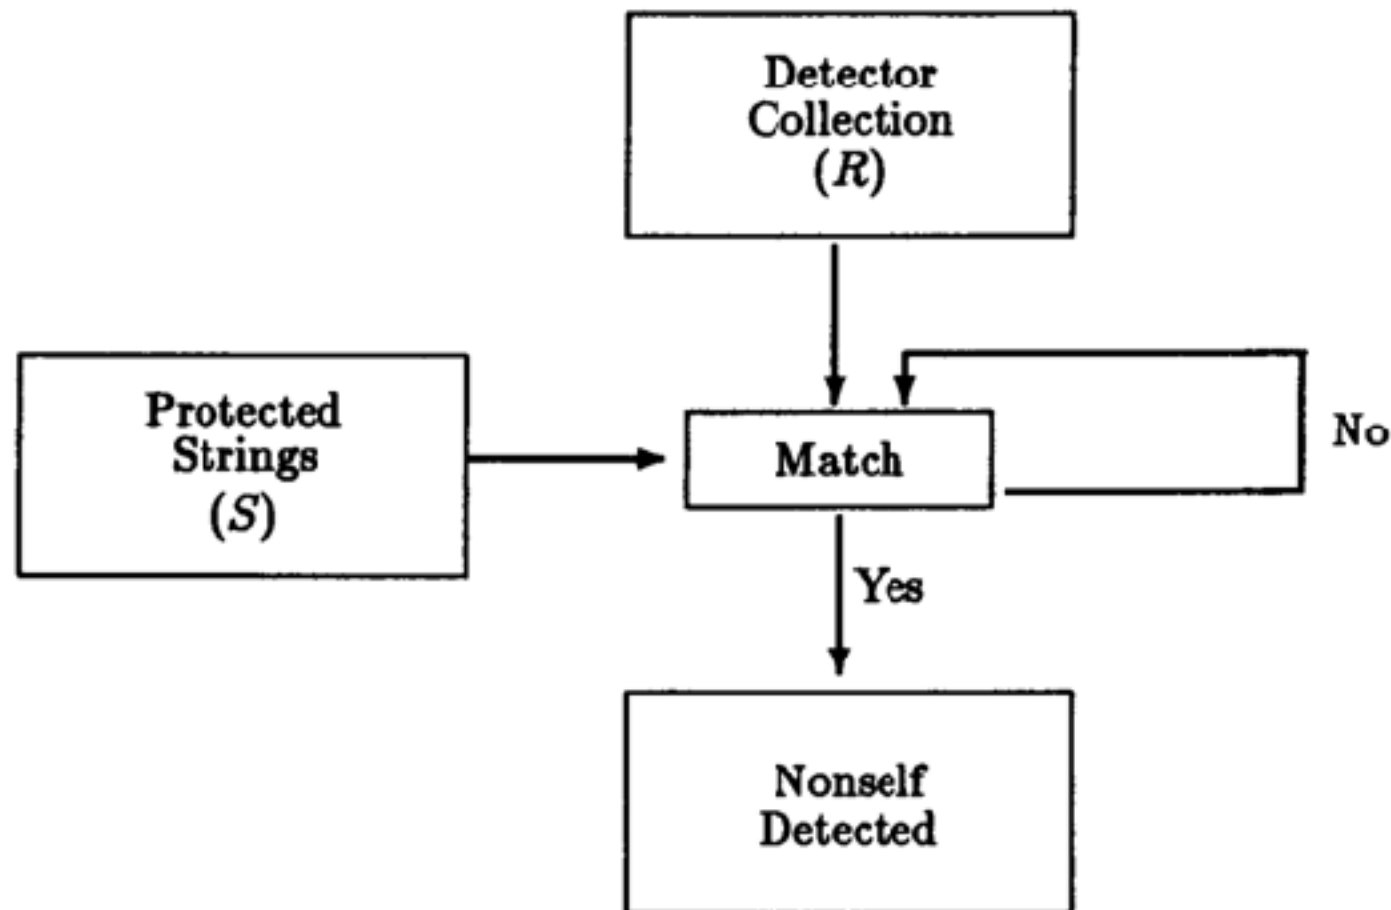 Detector
Collection
(R)
Protected
Strings
(S)
Match
No
Yes
Nonself
Detected